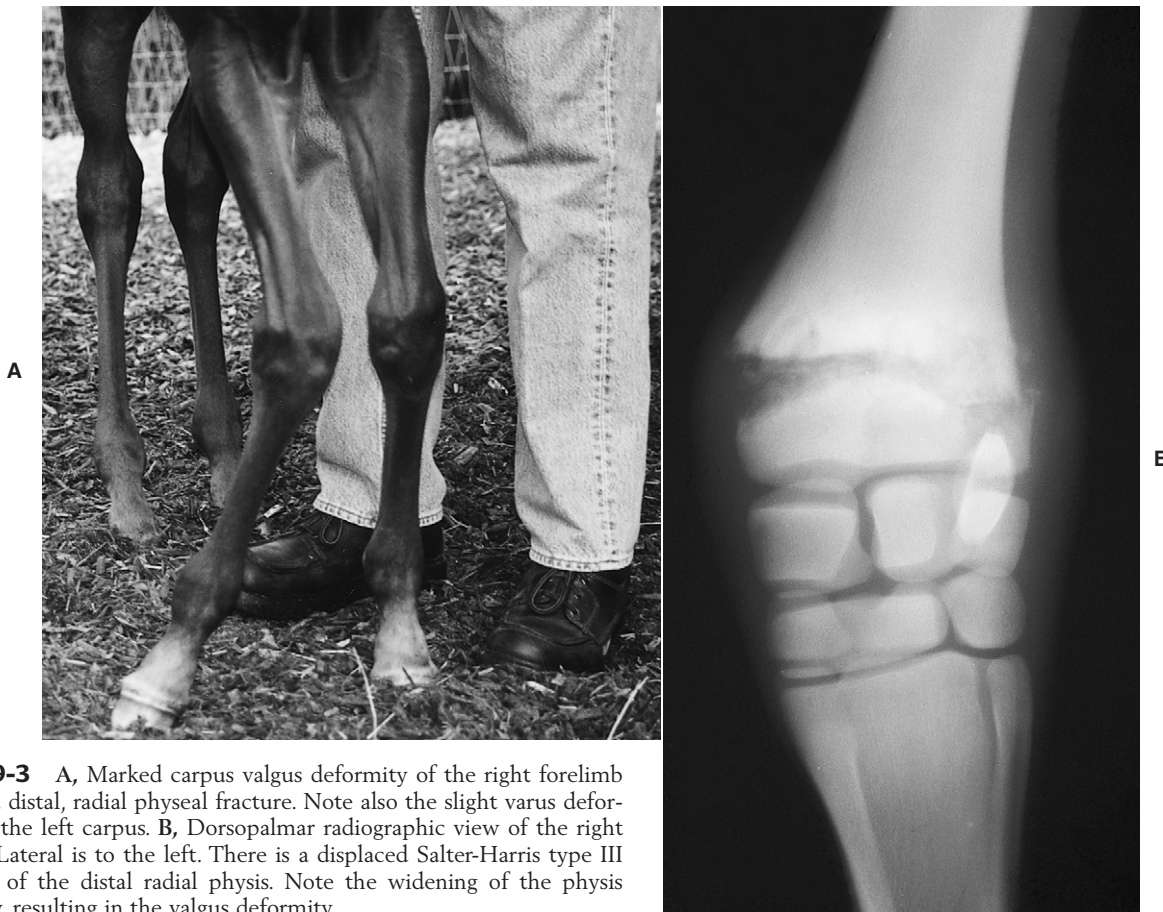 A
B
9-3 A, Marked carpus valgus deformity of the right forelimb
distal, radial physeal fracture. Note also the slight varus defor-
the left carpus. B, Dorsopalmar radiographic view of the right
Lateral is to the left. There is a displaced Salter-Harris type III
of the distal radial physis. Note the widening of the physis
resulting in the valgus deformity.